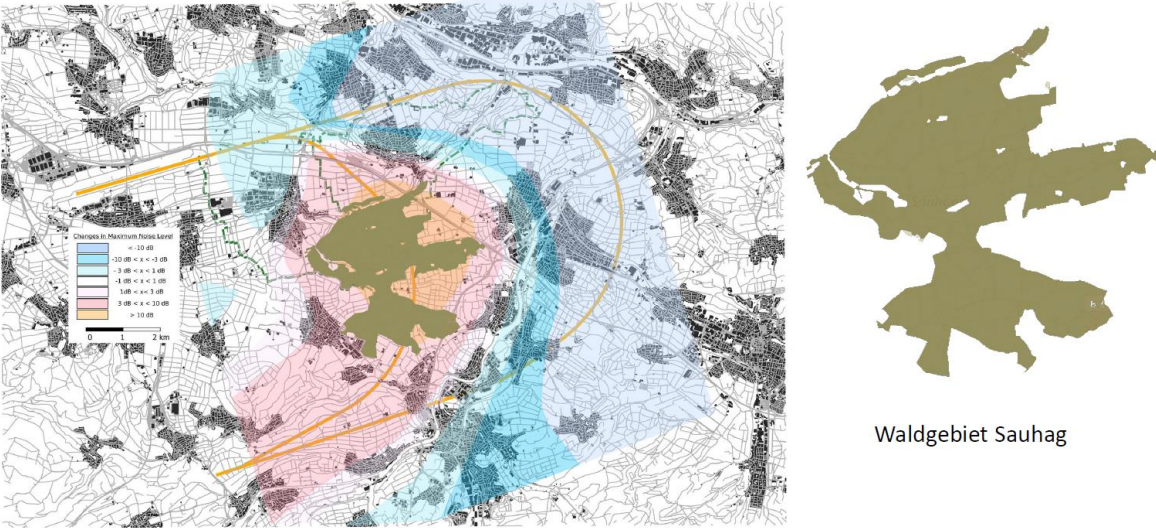 Changes in Maximum Noise Level
< -10 dB
-10 dB < x < -3 dB
- 3 dB < x < 1 dB
-1 dB < x < 1 dB
1dB < x< 3 dB
3 dB < x < 10 dB
> 10 dB
0 1 2 km
Waldgebiet Sauhag